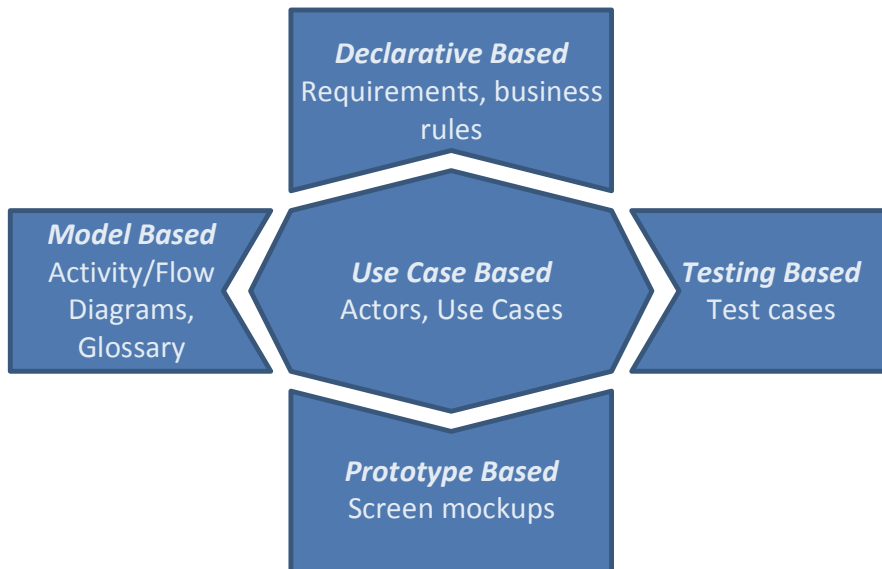 Declarative Based
Requirements, business
rules
Model Based
Activity/Flow
Diagrams,
Glossary
Use Case Based
Actors, Use Cases
Testing Based
Test cases
Prototype Based
Screen mockups